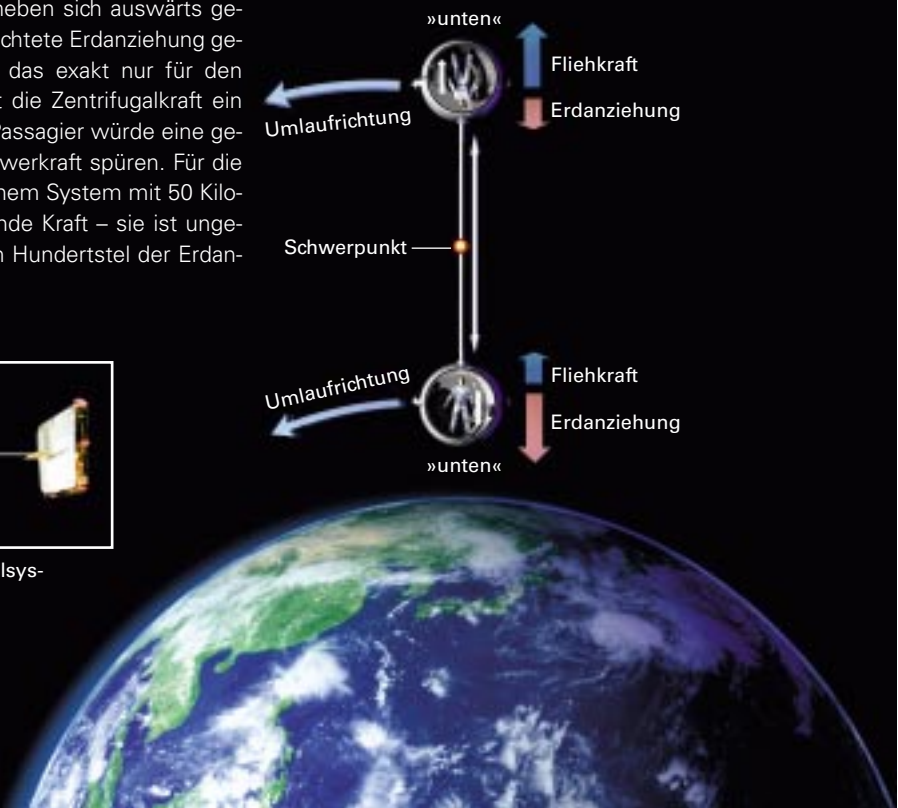 neben sich auswärts ge-
chtete Erdanziehung ge-
das exakt nur für den
die Zentrifugalkraft ein
Passagier würde eine ge-
werkraft spüren. Für die
nem System mit 50 Kilo-
nde Kraft – sie ist unge-
Hundertstel der Erdan-
lsys-
»unten«
Fliehkraft
Erdanziehung
Umlaufrichtung
Schwerpunkt
Umlaufrichtung
Fliehkraft
Erdanziehung
»unten«